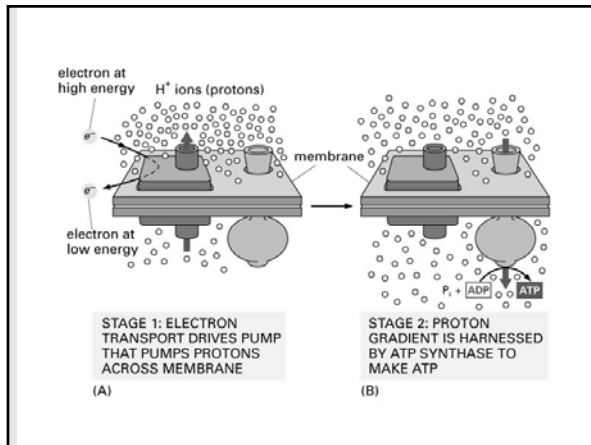 electron at
high energy
H⁺ ions (protons)
e⁻
membrane
e⁻
electron at
low energy
Pᵢ + ADP ATP
STAGE 1: ELECTRON
TRANSPORT DRIVES PUMP
THAT PUMPS PROTONS
ACROSS MEMBRANE
(A)
STAGE 2: PROTON
GRADIENT IS HARNESSED
BY ATP SYNTHASE TO
MAKE ATP
(B)